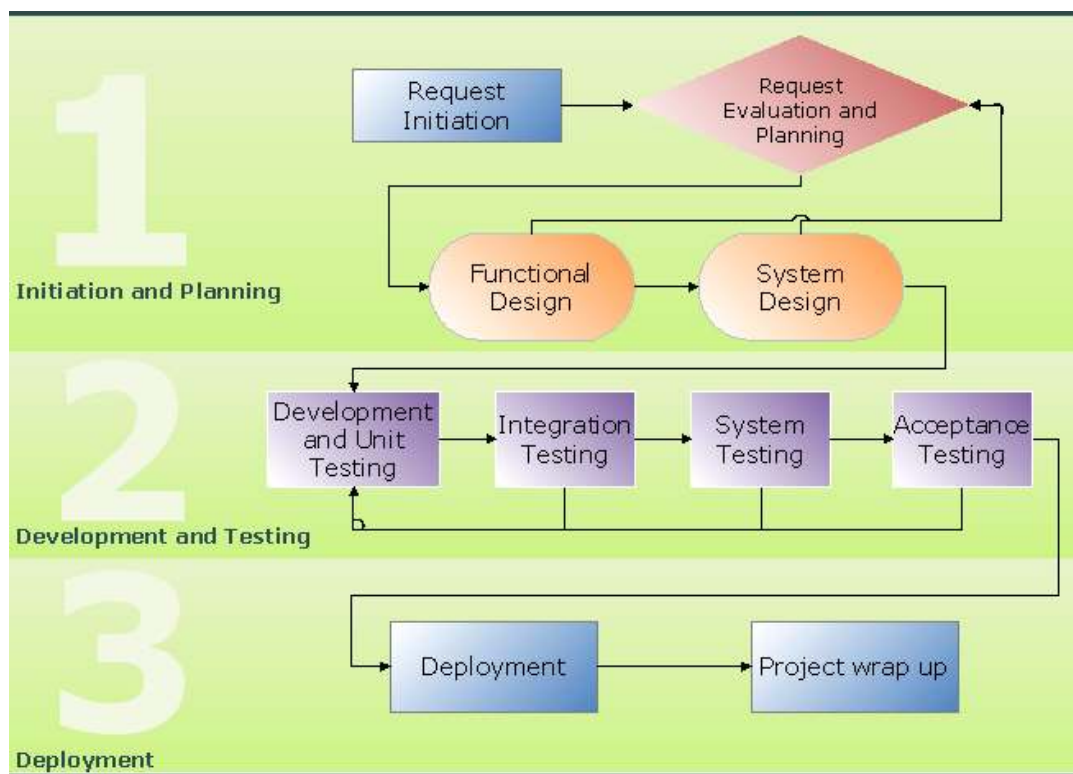 1
Request
Initiation
Request
Evaluation and
Planning
Functional
Design
System
Design
Initiation and Planning
2
Development
and Unit
Testing
Integration
Testing
System
Testing
Acceptance
Testing
Development and Testing
3
Deployment
Project wrap up
Deployment